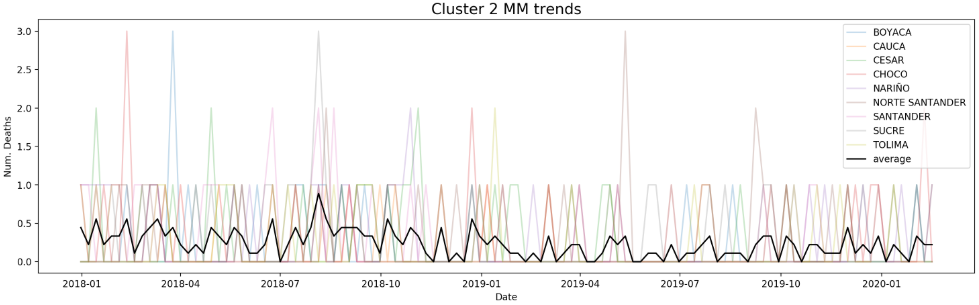 Cluster 2 MM trends
Num. Deaths
3.0
2.5
2.0
1.5
1.0
0.5
0.0
BOYACA
CAUCA
CESAR
CHOCO
NARIÑO
NORTE SANTANDER
SANTANDER
SUCRE
TOLIMA
average
2018-01
2018-04
2018-07
2018-10
2019-01
2019-04
2019-07
2019-10
2020-01
Date